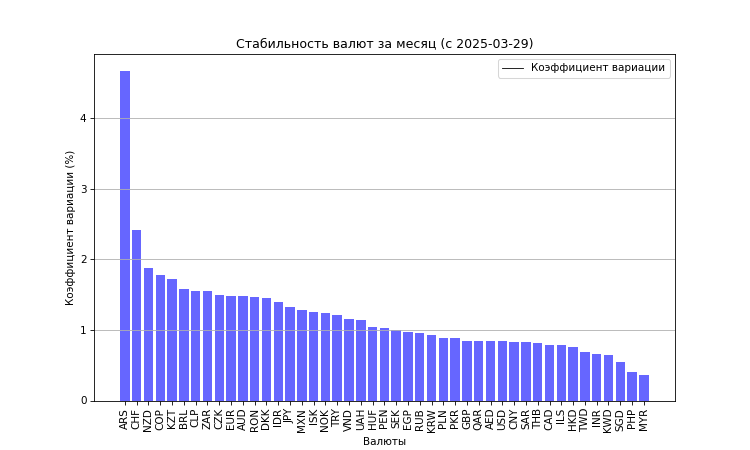 Стабильность валют за месяц (с 2025-03-29)
Коэффициент вариации
Коэффициент вариации (%)
4
3
2
1
0
ARS CHF NZD COP KZT BRL CLP ZAR CZK EUR AUD RON DKK IDR JPY MXN ISK NOK TRY VND UAH HUF PEN SEK EGP RUB KRW PLN PKR GBP QAR AED USD CNY SAR THB CAD ILS HKD TWD INR KWD SGD PHP MYR
Валюты